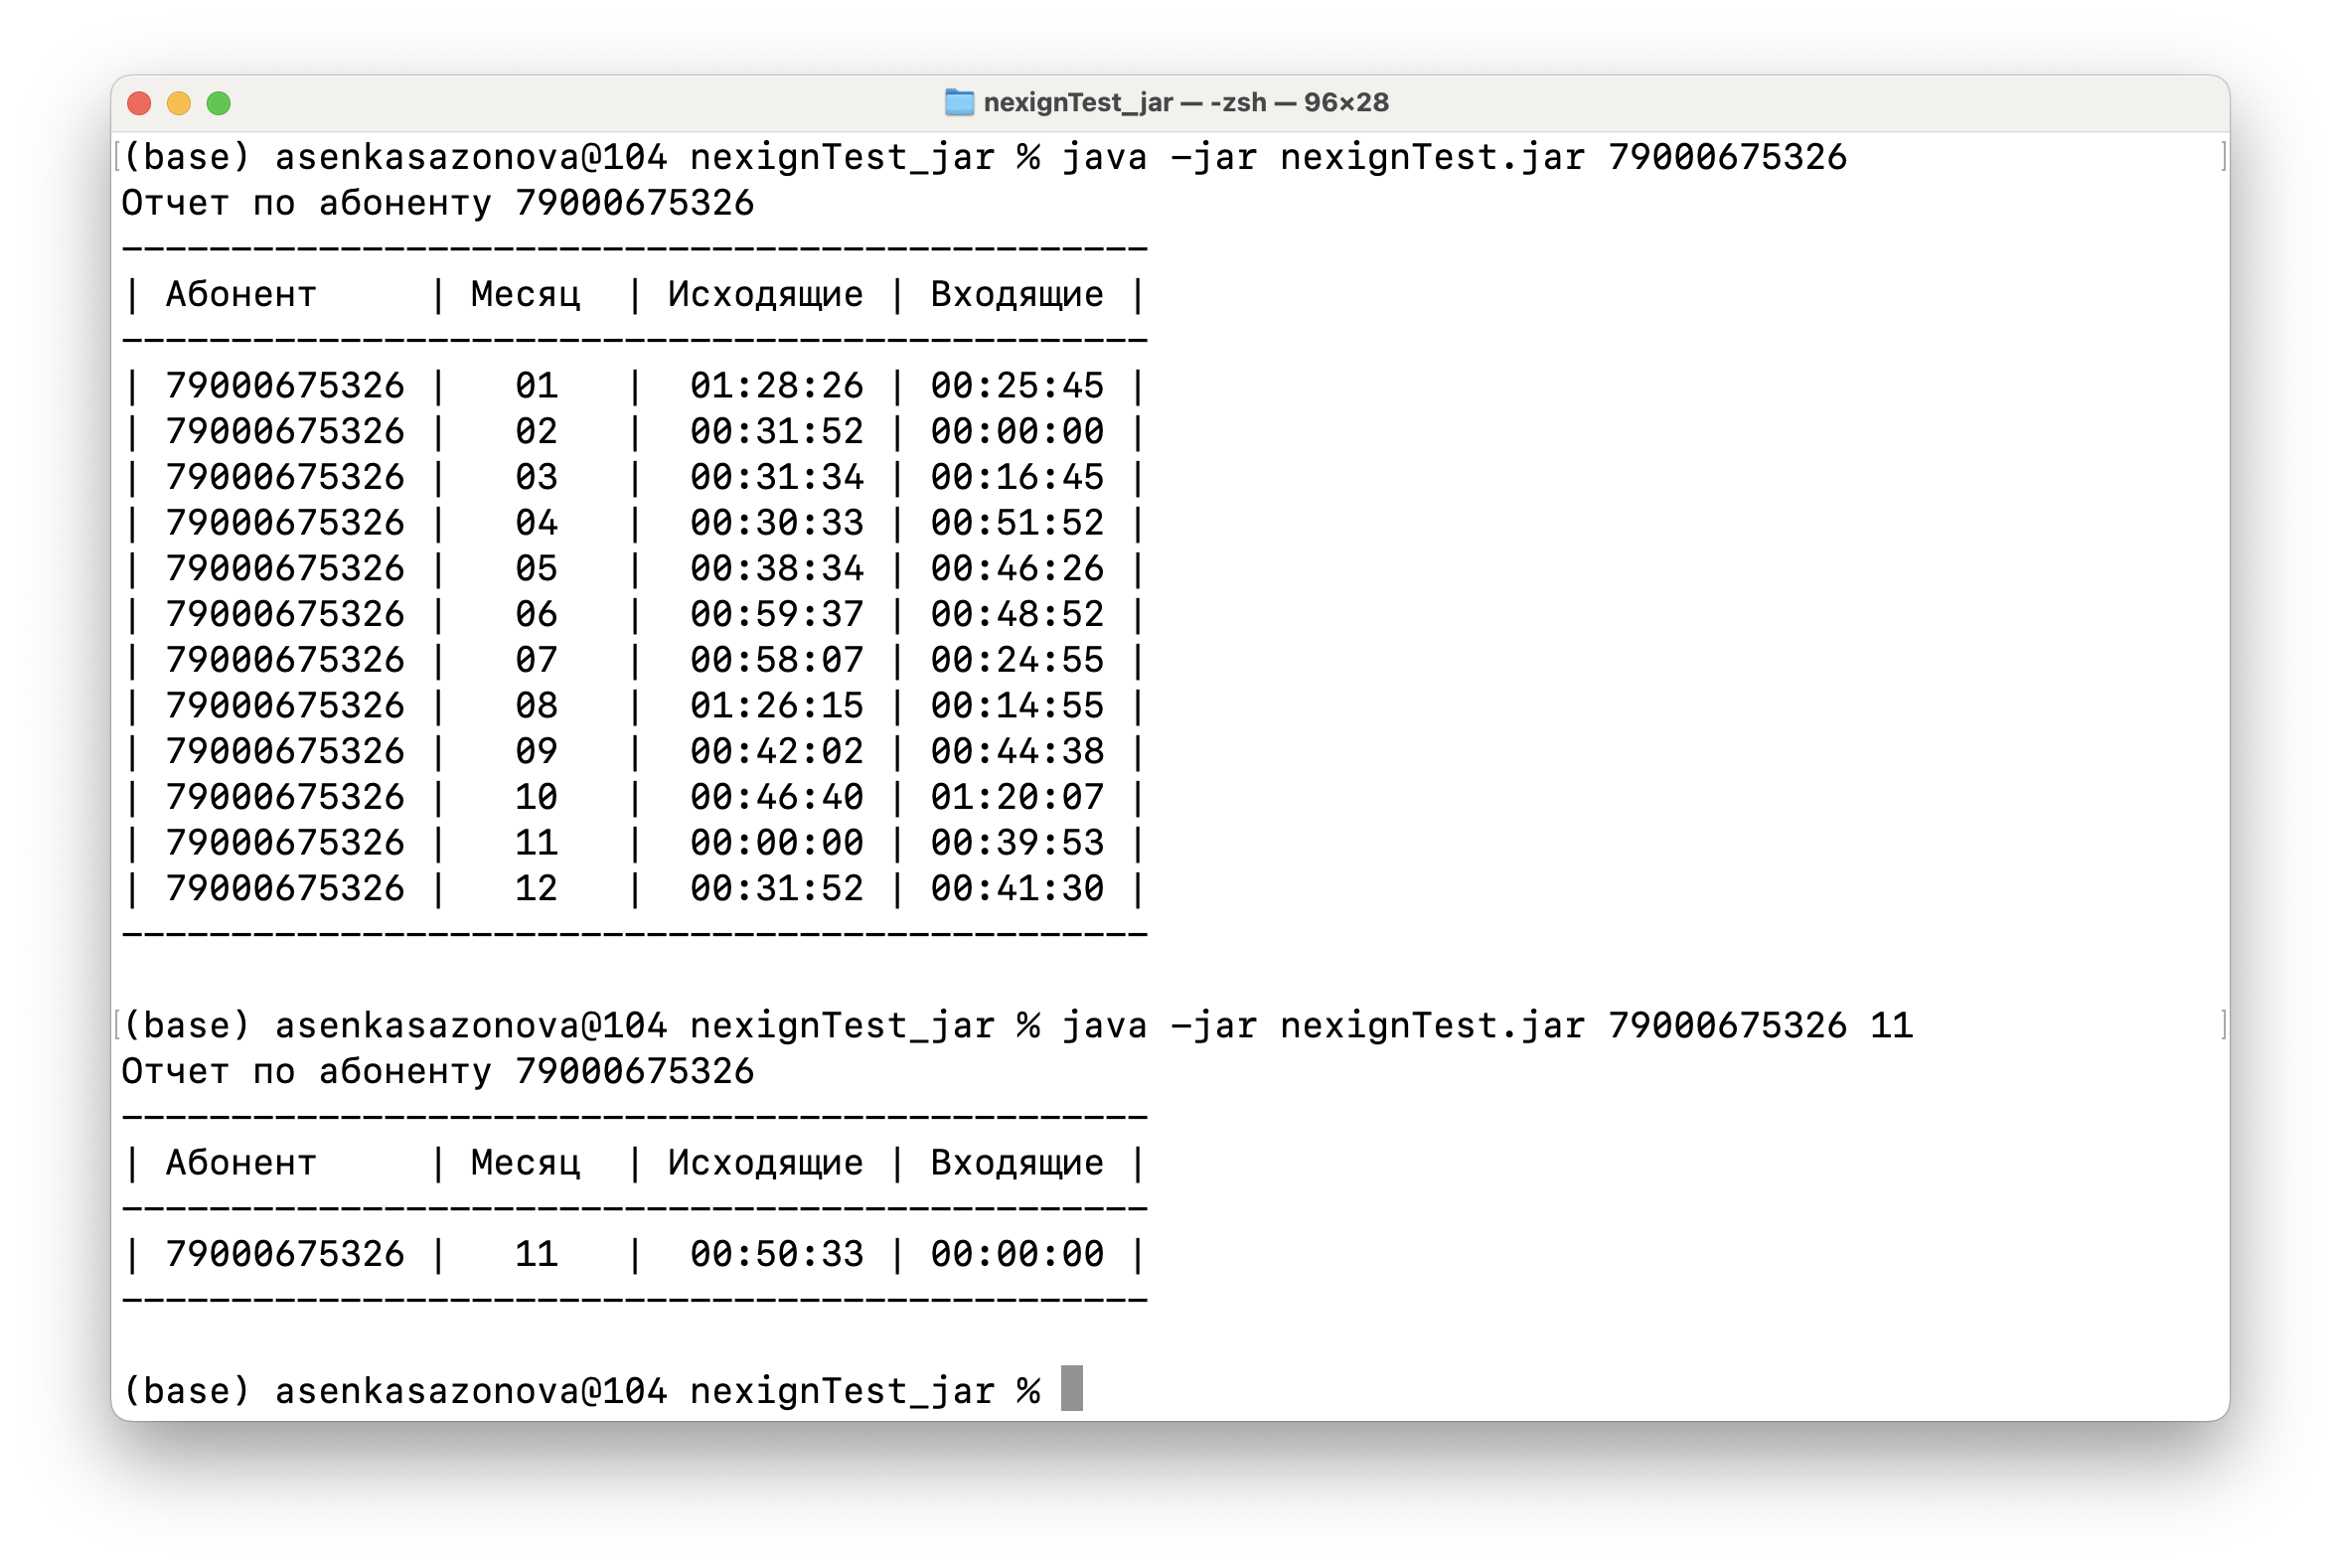 nexignTest_jar — -zsh — 96×28
(base) asenkasazonova@104 nexignTest_jar % java -jar nexignTest.jar 79000675326
Отчет по абоненту 79000675326
-----------------------------------------------
| Абонент     | Месяц  | Исходящие | Входящие |
-----------------------------------------------
| 79000675326 |   01   |  01:28:26 | 00:25:45 |
| 79000675326 |   02   |  00:31:52 | 00:00:00 |
| 79000675326 |   03   |  00:31:34 | 00:16:45 |
| 79000675326 |   04   |  00:30:33 | 00:51:52 |
| 79000675326 |   05   |  00:38:34 | 00:46:26 |
| 79000675326 |   06   |  00:59:37 | 00:48:52 |
| 79000675326 |   07   |  00:58:07 | 00:24:55 |
| 79000675326 |   08   |  01:26:15 | 00:14:55 |
| 79000675326 |   09   |  00:42:02 | 00:44:38 |
| 79000675326 |   10   |  00:46:40 | 01:20:07 |
| 79000675326 |   11   |  00:00:00 | 00:39:53 |
| 79000675326 |   12   |  00:31:52 | 00:41:30 |
-----------------------------------------------
(base) asenkasazonova@104 nexignTest_jar % java -jar nexignTest.jar 79000675326 11
Отчет по абоненту 79000675326
-----------------------------------------------
| Абонент     | Месяц  | Исходящие | Входящие |
-----------------------------------------------
| 79000675326 |   11   |  00:50:33 | 00:00:00 |
-----------------------------------------------
(base) asenkasazonova@104 nexignTest_jar %